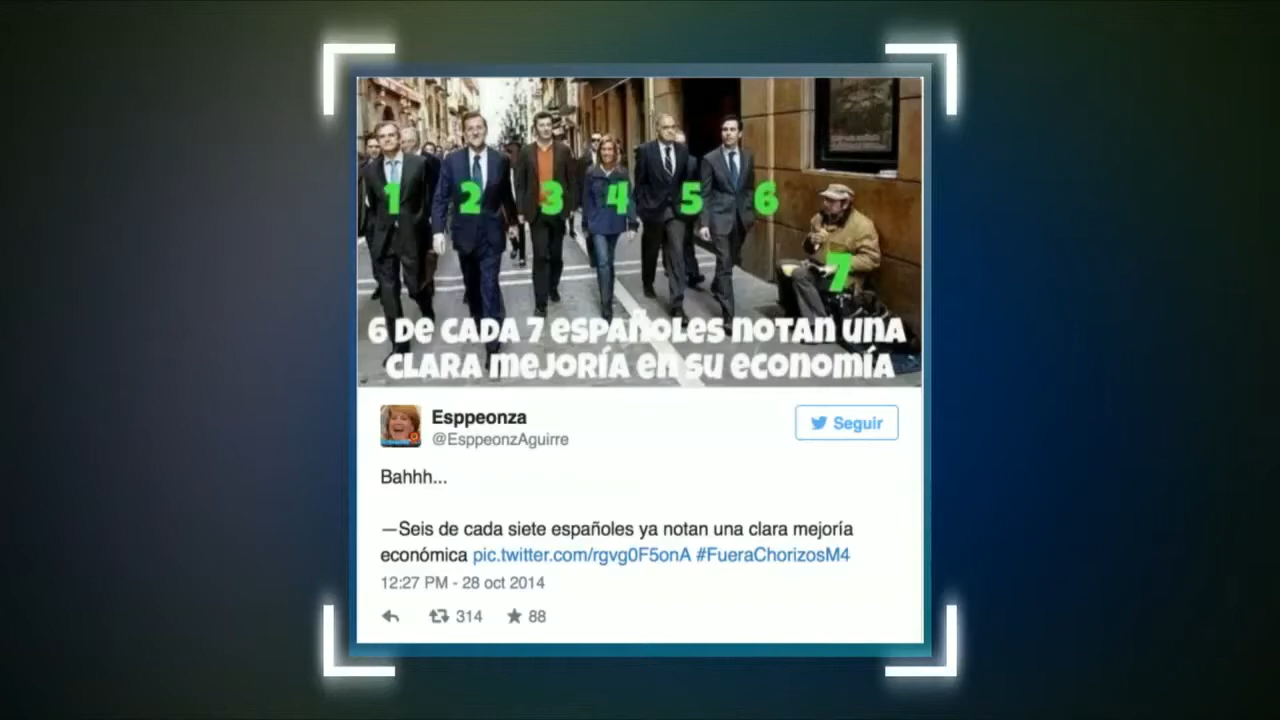 1 2 3 4 5 6
7
6 De cada 7 españoles notan una
clara mejoría en su economía
Esppeonza
@EsppeonzAguirre
Seguir
Bahhh...
—Seis de cada siete españoles ya notan una clara mejoría
económica pic.twitter.com/rgvg0F5onA #FueraChorizosM4
12:27 PM - 28 oct 2014
314 88